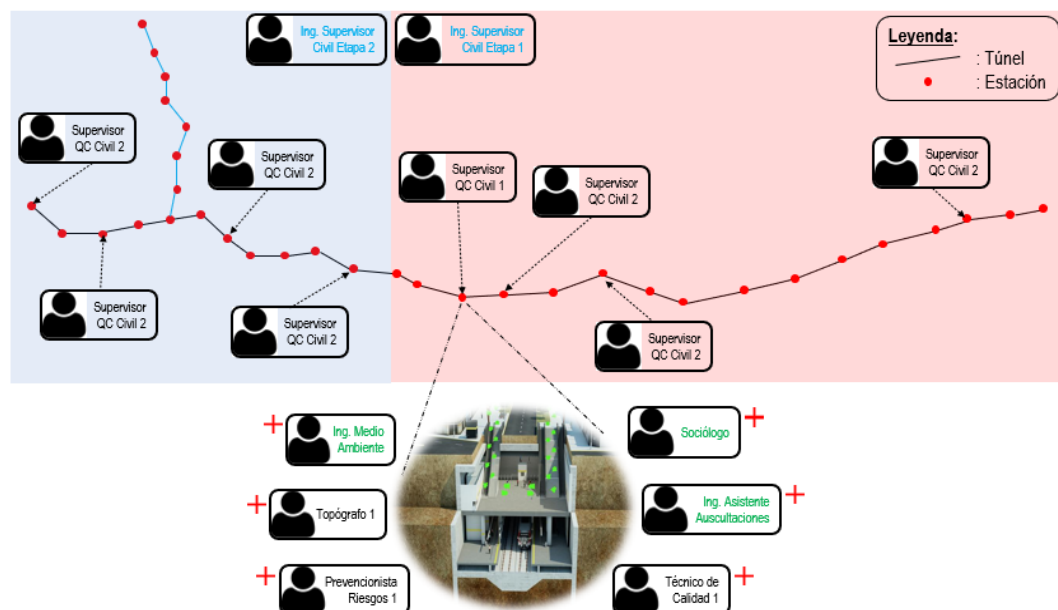 Ing. Supervisor
Civil Etapa 2
Ing. Supervisor
Civil Etapa 1
Leyenda:
: Túnel
: Estación
Supervisor
QC Civil 2
Supervisor
QC Civil 2
Supervisor
QC Civil 1
Supervisor
QC Civil 2
Supervisor
QC Civil 2
Supervisor
QC Civil 2
Supervisor
QC Civil 2
Supervisor
QC Civil 2
Ing. Medio
Ambiente
Sociólogo
Topógrafo 1
Ing. Asistente
Auscultaciones
Prevencionista
Riesgos 1
Técnico de
Calidad 1